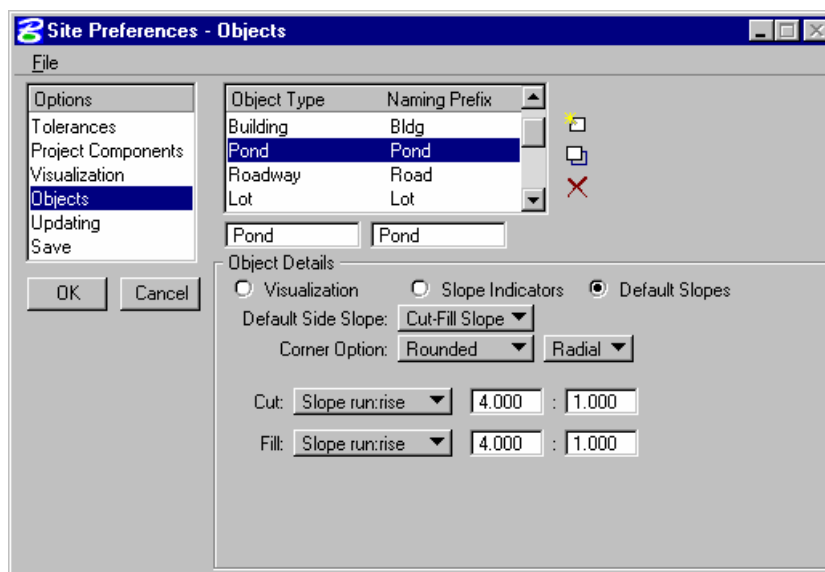 Site Preferences - Objects
File
Options
Tolerances
Project Components
Visualization
Objects
Updating
Save
OK Cancel
Object Type Naming Prefix
Building Bldg
Pond Pond
Roadway Road
Lot Lot
Pond Pond
Object Details
Visualization Slope Indicators Default Slopes
Default Side Slope: Cut-Fill Slope
Corner Option: Rounded Radial
Cut: Slope run:rise 4.000 : 1.000
Fill: Slope run:rise 4.000 : 1.000